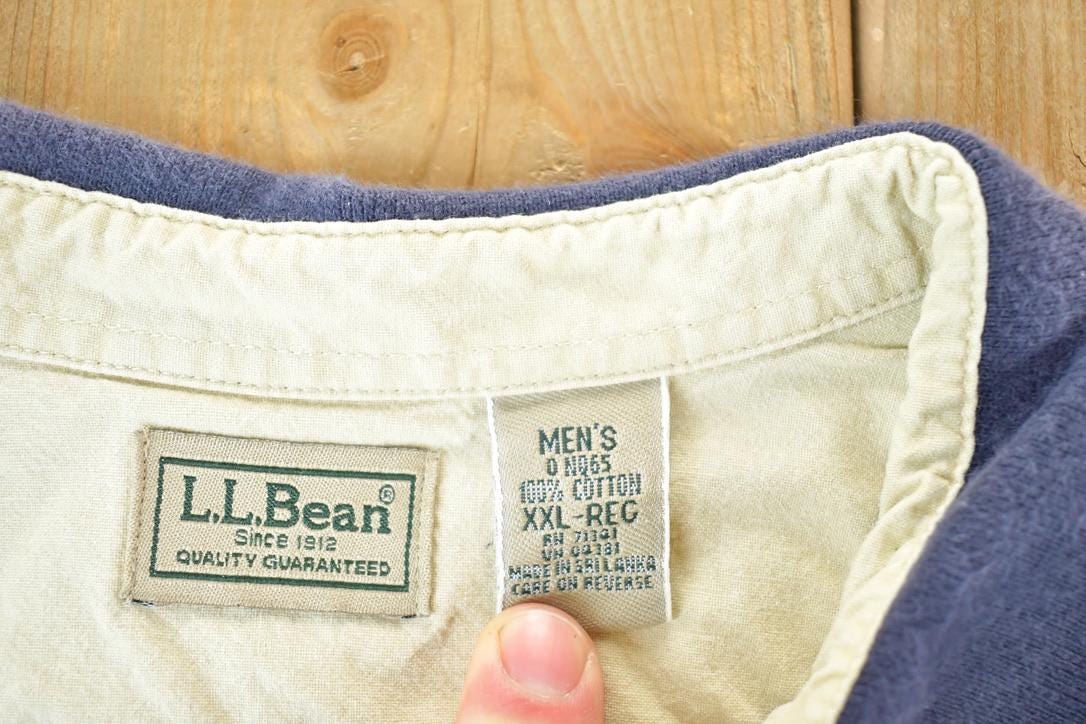 L.L.Bean®
Since 1912
QUALITY GUARANTEED
MEN'S
0 NQ65
100% COTTON
XXL-REG
RN 71341
MADE IN SRI LANKA
CARE ON REVERSE